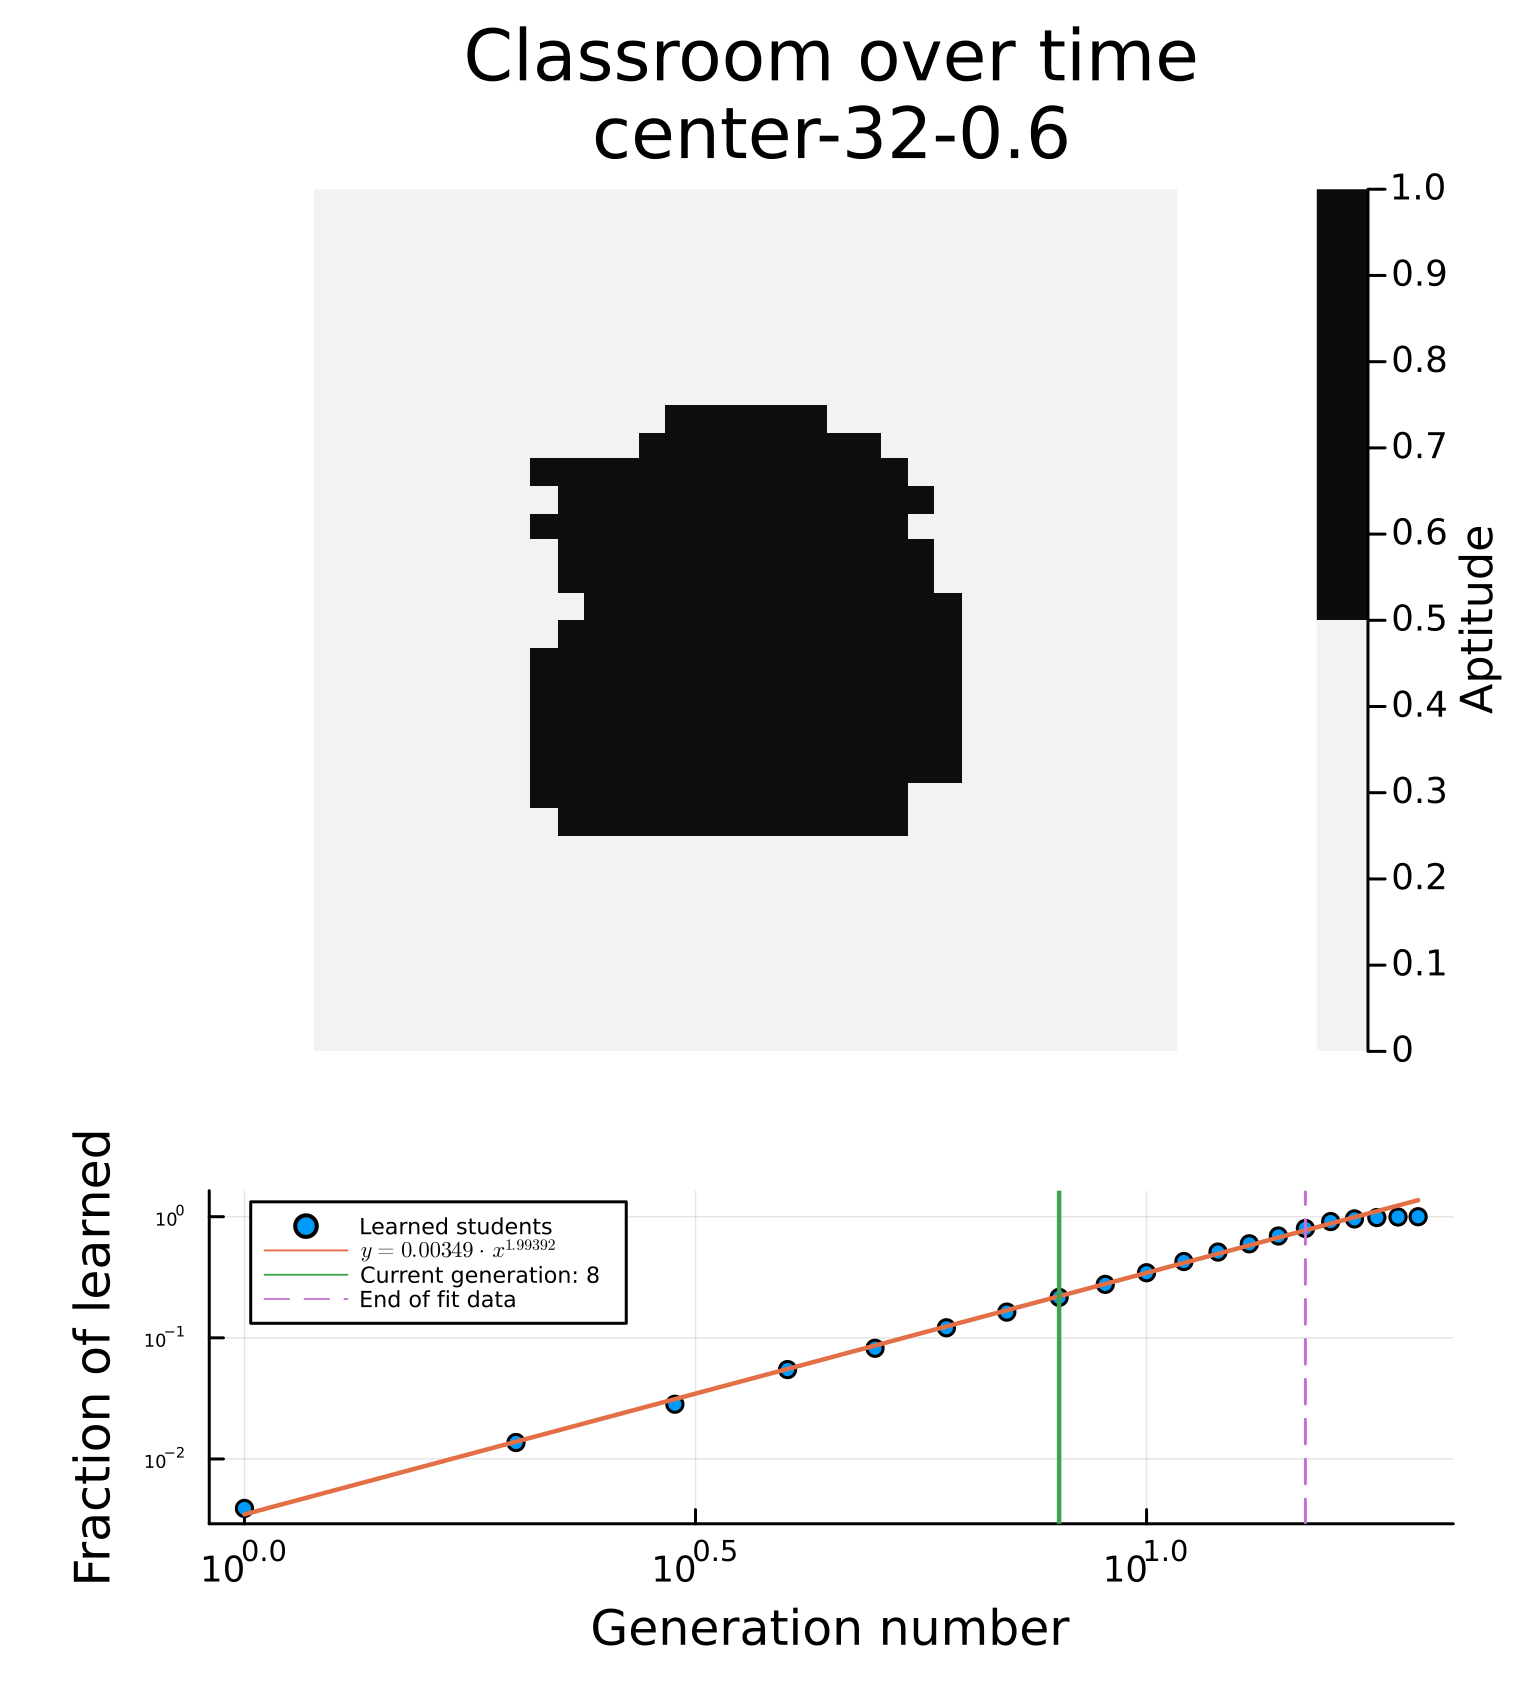 Classroom over time
center-32-0.6
1.0
0.9
0.8
0.7
0.6
0.5
0.4
0.3
0.2
0.1
0
Aptitude
Fraction of learned
10⁰
10⁻¹
10⁻²
Learned students
y = 0.00349 · x^1.99392
Current generation: 8
End of fit data
10^0.0
10^0.5
10^1.0
Generation number